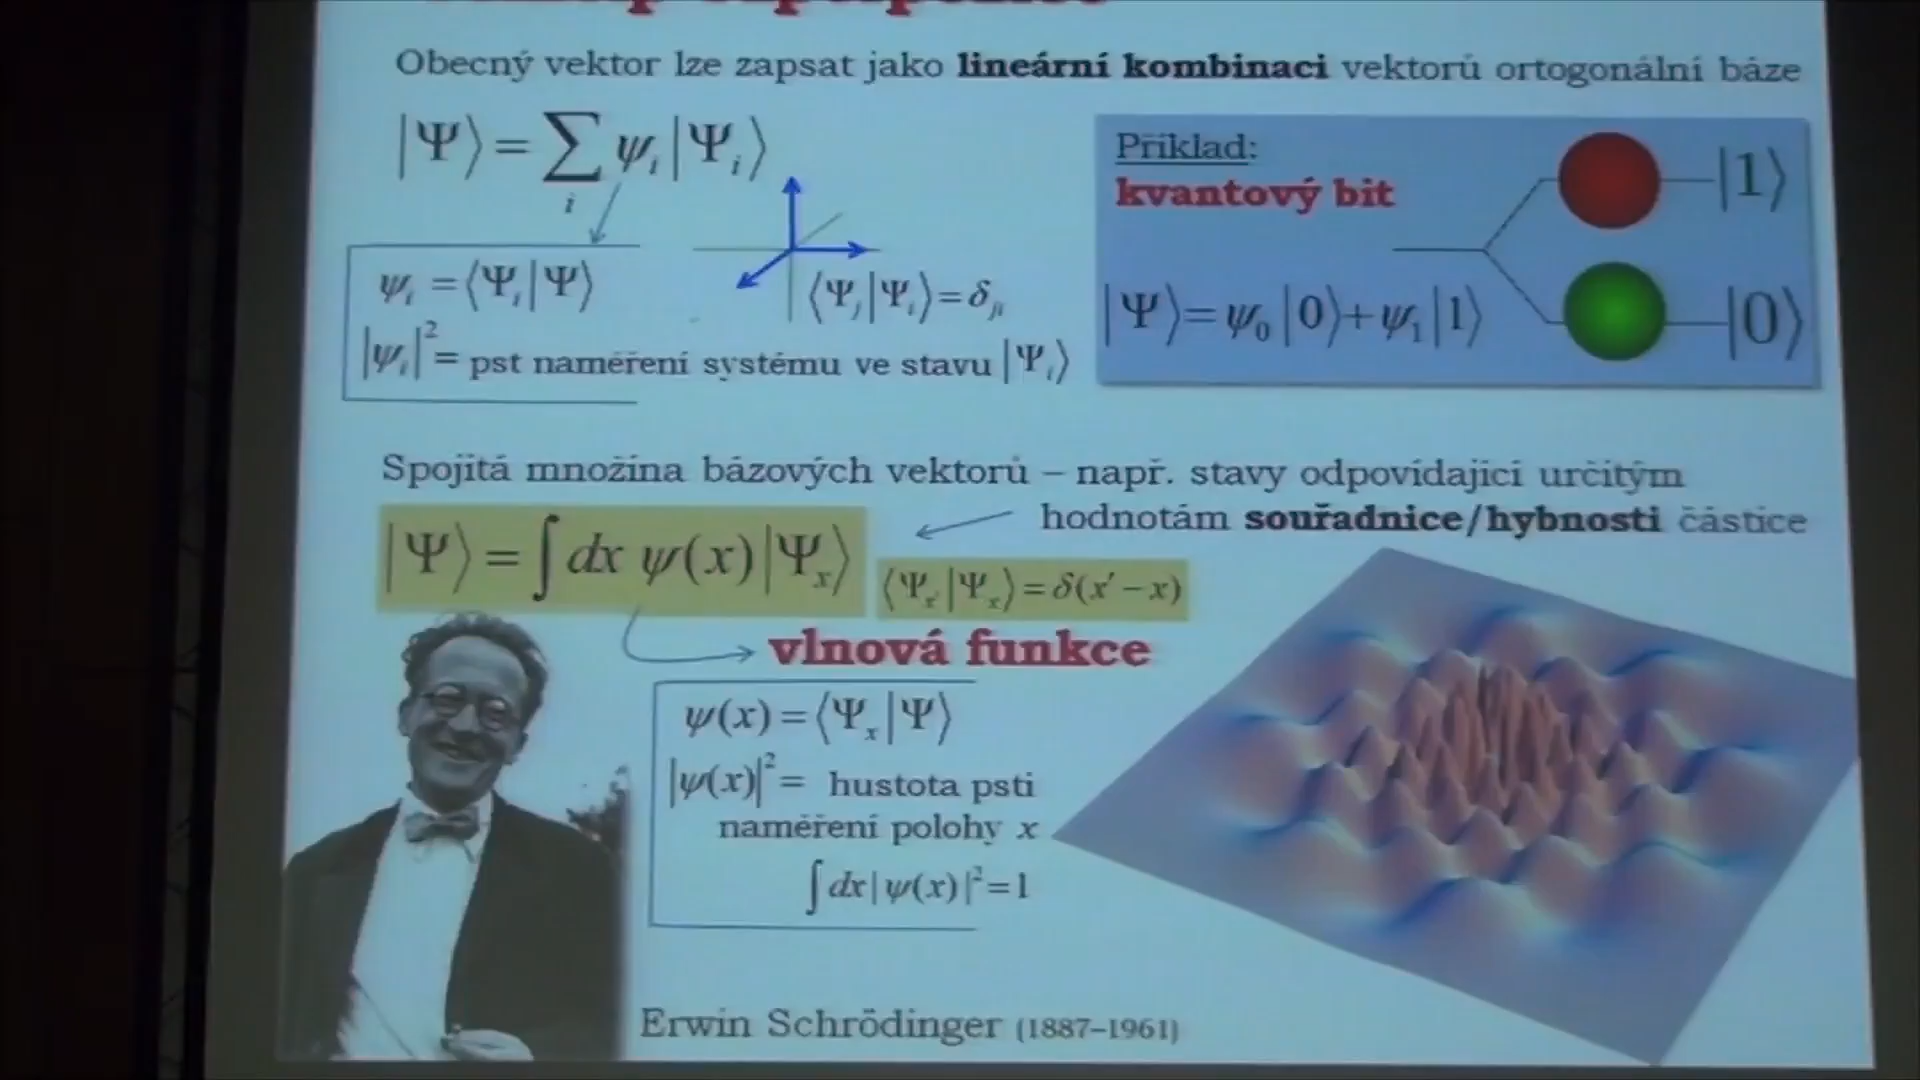 Obecný vektor lze zapsat jako lineární kombinaci vektorů ortogonální báze
|Ψ⟩ = ∑ᵢ ψᵢ |Ψᵢ⟩
ψᵢ = ⟨Ψᵢ|Ψ⟩
⟨Ψⱼ|Ψᵢ⟩ = δⱼᵢ
|ψᵢ|² = pst naměření systému ve stavu |Ψᵢ⟩
Příklad:
kvantový bit
|Ψ⟩ = ψ₀|0⟩ + ψ₁|1⟩
|1⟩
|0⟩
Spojitá množina bázových vektorů – např. stavy odpovídající určitým
hodnotám souřadnice/hybnosti částice
|Ψ⟩ = ∫ dx ψ(x) |Ψₓ⟩
⟨Ψₓ'|Ψₓ⟩ = δ(x' − x)
vlnová funkce
ψ(x) = ⟨Ψₓ|Ψ⟩
|ψ(x)|² = hustota psti
naměření polohy x
∫ dx |ψ(x)|² = 1
Erwin Schrödinger (1887–1961)